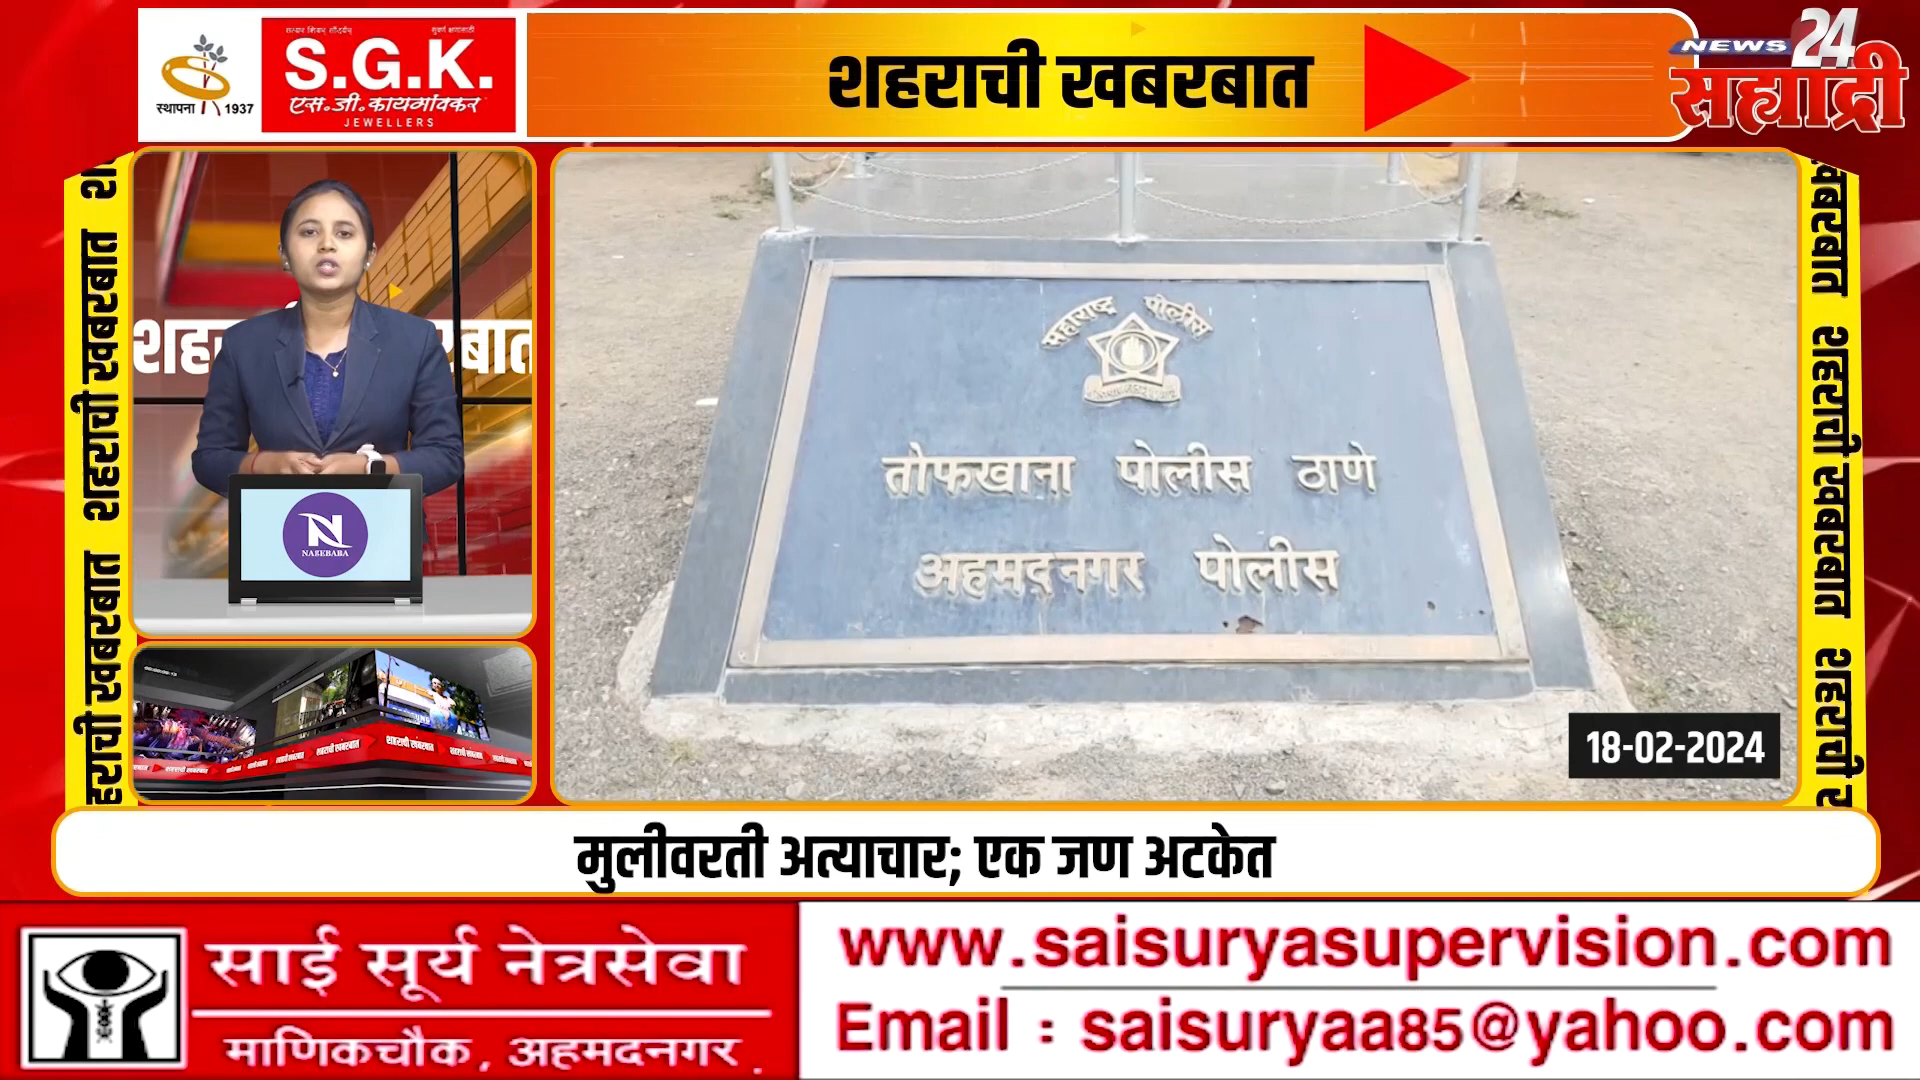 स्थापना 1937
S.G.K.
एस.जी.कायगांवकर
JEWELLERS
शहराची खबरबात
NEWS 24
सह्याद्री
शहराची खबरबात
शहराची खबरबात
NABEBABA
महाराष्ट्र पोलीस
तोफखाना पोलीस ठाणे
अहमदनगर पोलीस
18-02-2024
मुलीवरती अत्याचार; एक जण अटकेत
साई सूर्य नेत्रसेवा
माणिकचौक, अहमदनगर.
www.saisuryasupervision.com
Email : saisuryaa85@yahoo.com